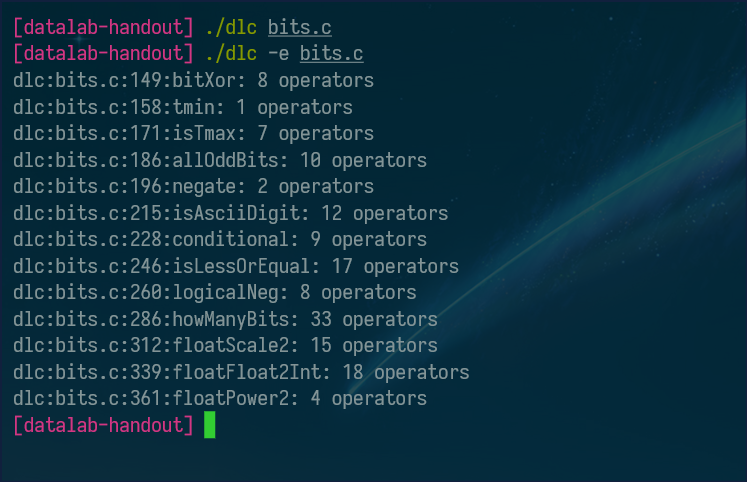 [datalab-handout] ./dlc bits.c
[datalab-handout] ./dlc -e bits.c
dlc:bits.c:149:bitXor: 8 operators
dlc:bits.c:158:tmin: 1 operators
dlc:bits.c:171:isTmax: 7 operators
dlc:bits.c:186:allOddBits: 10 operators
dlc:bits.c:196:negate: 2 operators
dlc:bits.c:215:isAsciiDigit: 12 operators
dlc:bits.c:228:conditional: 9 operators
dlc:bits.c:246:isLessOrEqual: 17 operators
dlc:bits.c:260:logicalNeg: 8 operators
dlc:bits.c:286:howManyBits: 33 operators
dlc:bits.c:312:floatScale2: 15 operators
dlc:bits.c:339:floatFloat2Int: 18 operators
dlc:bits.c:361:floatPower2: 4 operators
[datalab-handout]